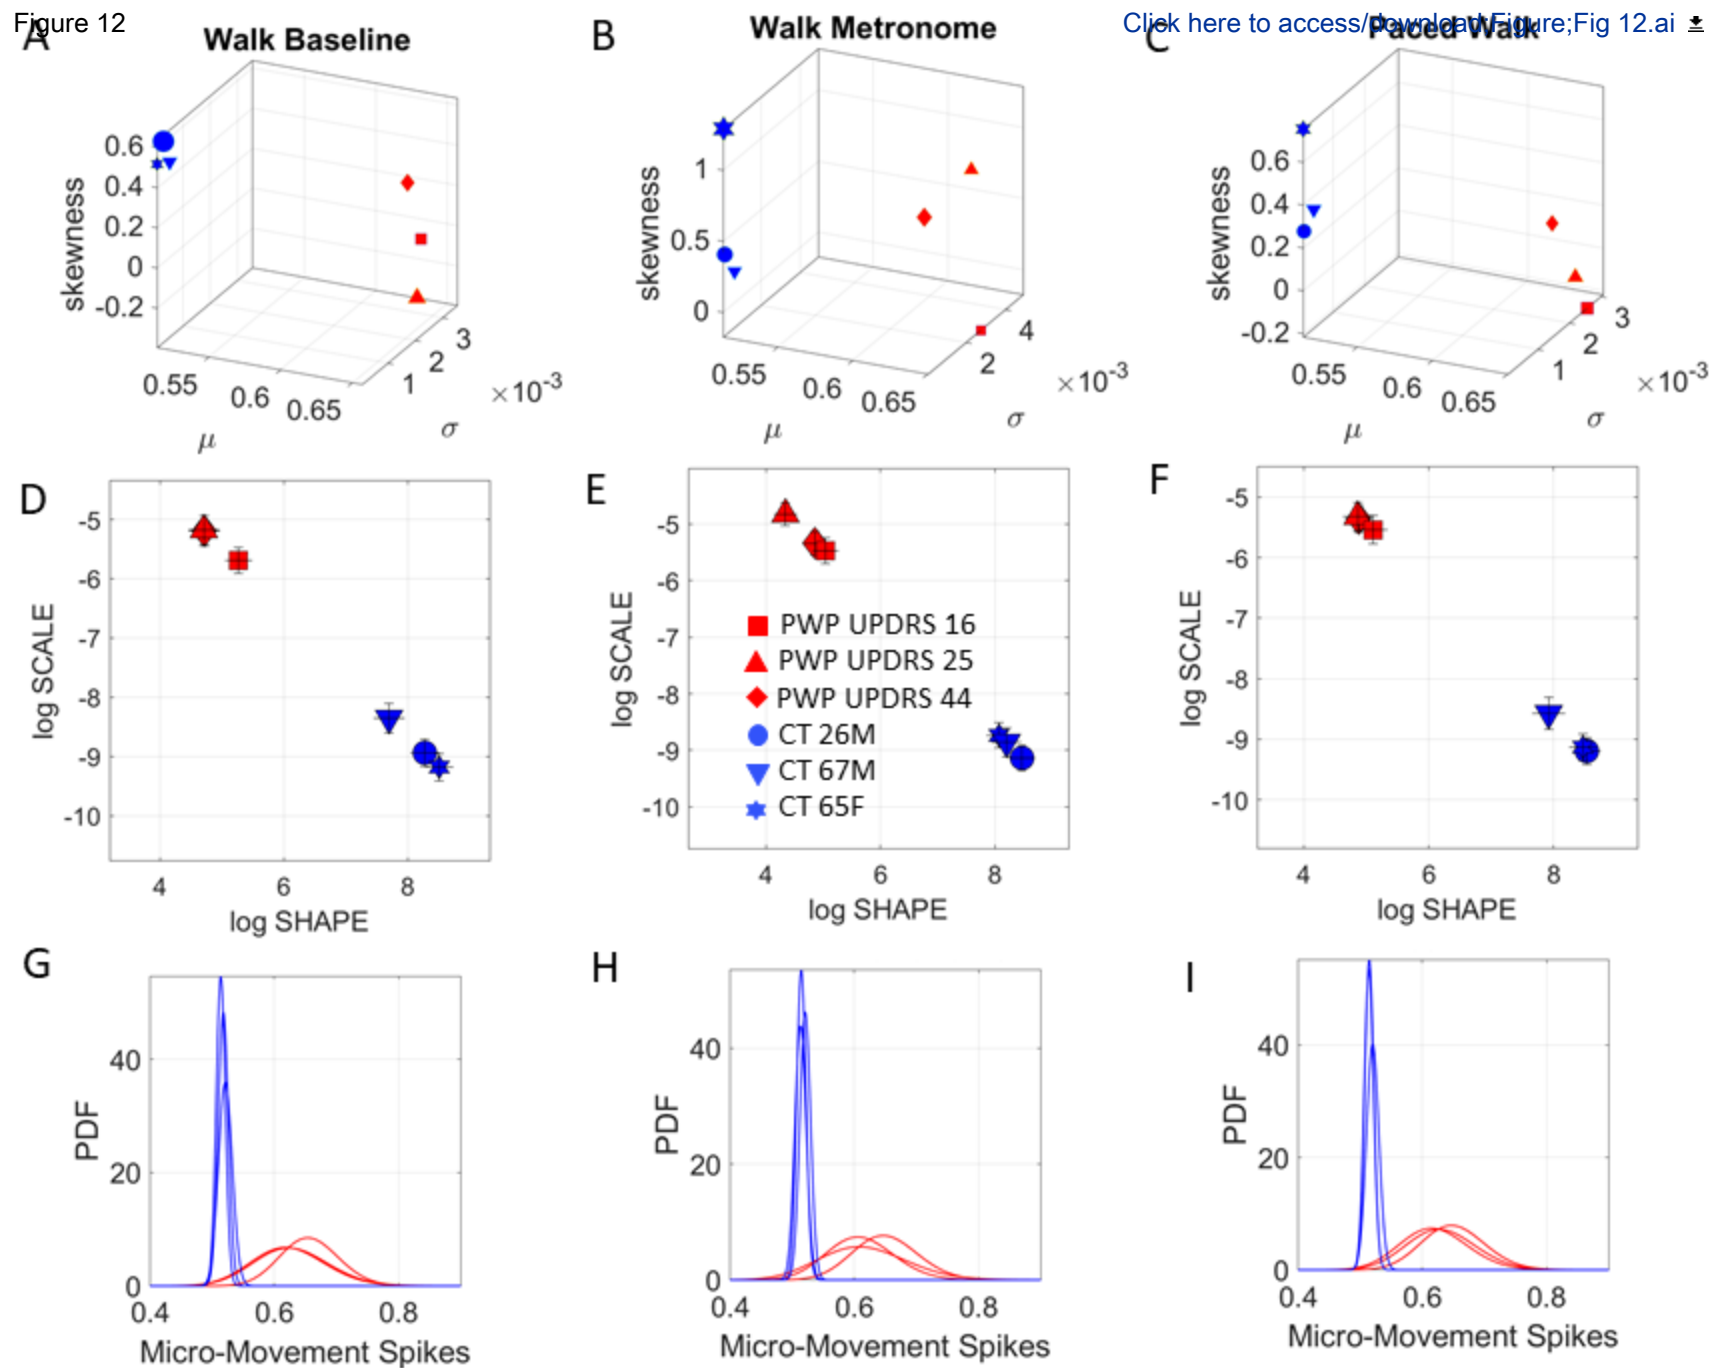 Figure 12
Click here to access/download;Figure;Fig 12.ai
A
Walk Baseline
skewness
0.6
0.4
0.2
0
-0.2
0.55
0.6
0.65
μ
1
2
3
×10-3
σ
B
Walk Metronome
skewness
1
0.5
0
0.55
0.6
0.65
μ
2
4
×10-3
σ
C
Paced Walk
skewness
0.6
0.4
0.2
0
-0.2
0.55
0.6
0.65
μ
1
2
3
×10-3
σ
D
log SCALE
-5
-6
-7
-8
-9
-10
4 6 8
log SHAPE
E
log SCALE
-5
-6
-7
-8
-9
-10
PWP UPDRS 16
PWP UPDRS 25
PWP UPDRS 44
CT 26M
CT 67M
CT 65F
4 6 8
log SHAPE
F
log SCALE
-5
-6
-7
-8
-9
-10
4 6 8
log SHAPE
G
PDF
40
20
0
0.4 0.6 0.8
Micro-Movement Spikes
H
PDF
40
20
0
0.4 0.6 0.8
Micro-Movement Spikes
I
PDF
40
20
0
0.4 0.6 0.8
Micro-Movement Spikes